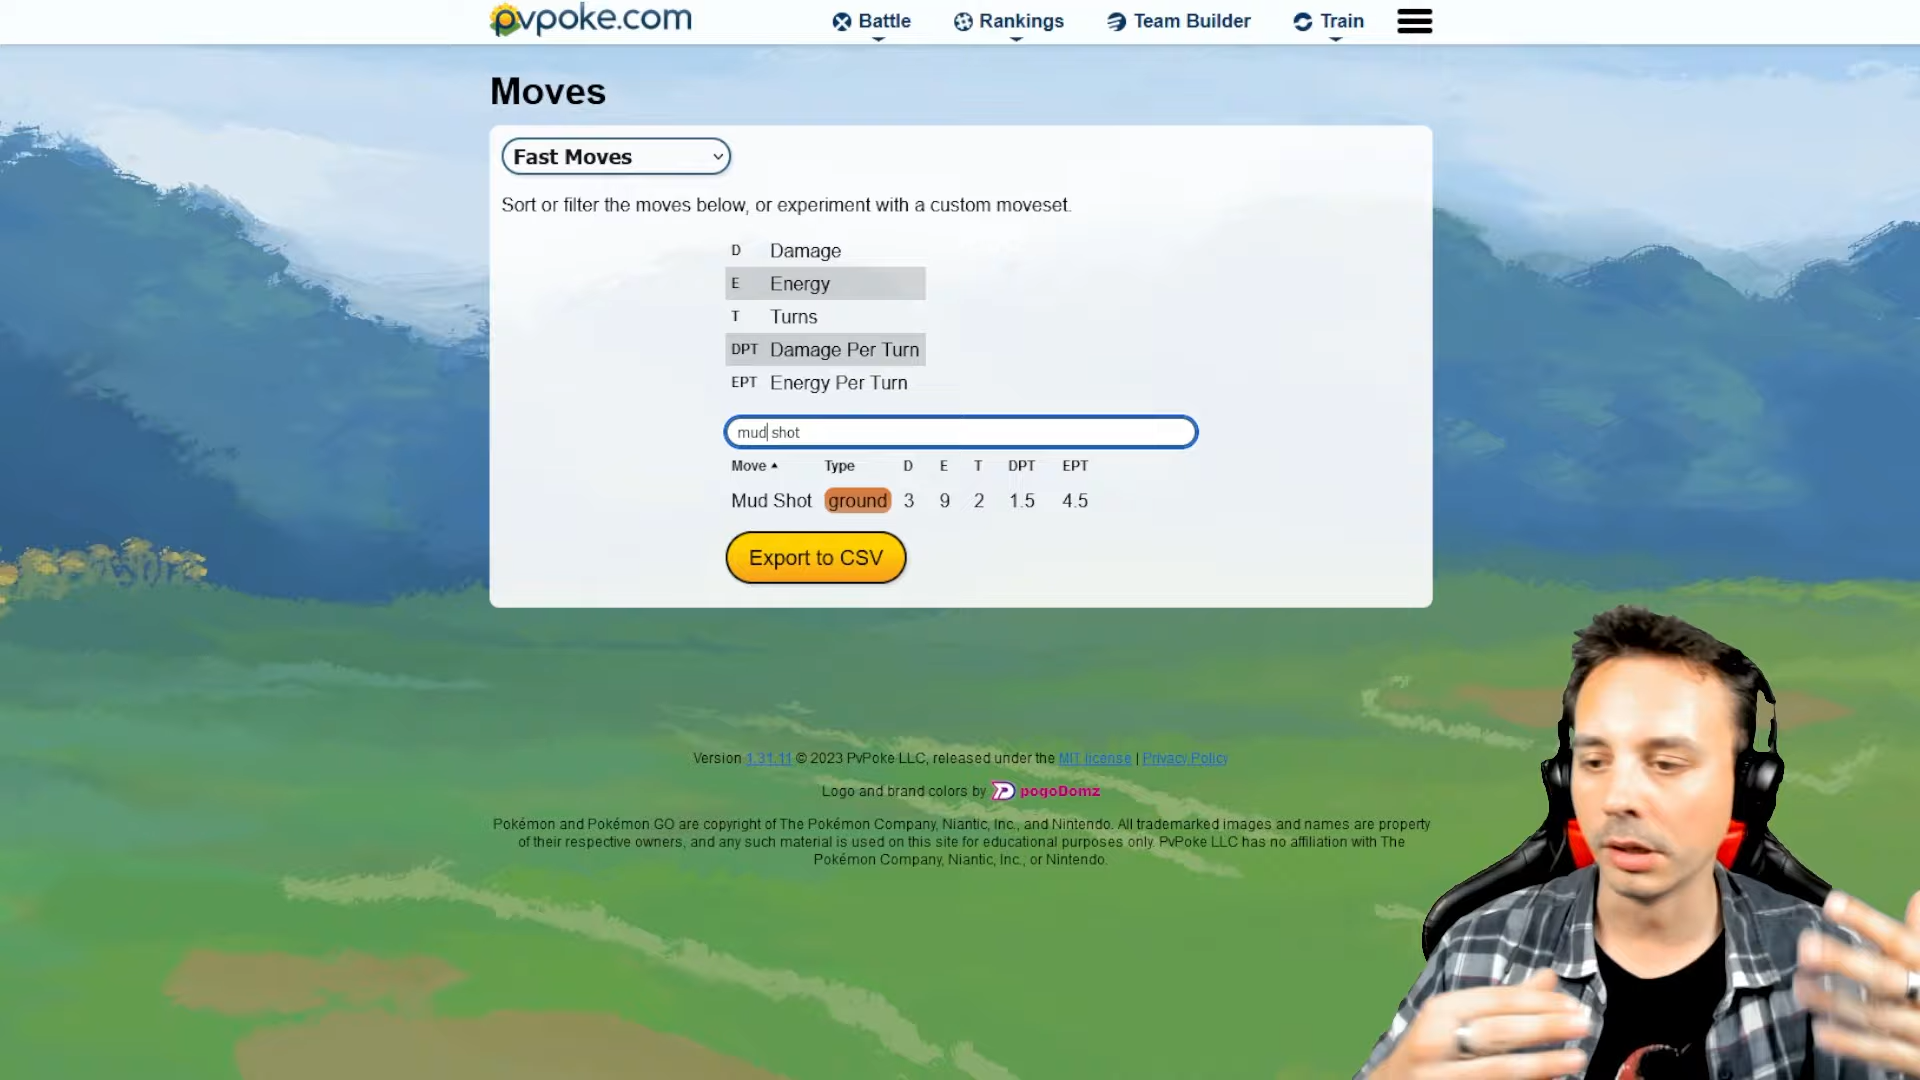 pvpoke.com
Battle
Rankings
Team Builder
Train
Moves
Fast Moves
Sort or filter the moves below, or experiment with a custom moveset.
D Damage
E Energy
T Turns
DPT Damage Per Turn
EPT Energy Per Turn
mud shot
Move Type D E T DPT EPT
Mud Shot ground 3 9 2 1.5 4.5
Export to CSV
Version 1.31.11 © 2023 PvPoke LLC, released under the MIT license | Privacy Policy
Logo and brand colors by pogoDomz
Pokémon and Pokémon GO are copyright of The Pokémon Company, Niantic, Inc., and Nintendo. All trademarked images and names are property
of their respective owners, and any such material is used on this site for educational purposes only. PvPoke LLC has no affiliation with The
Pokémon Company, Niantic, Inc., or Nintendo.